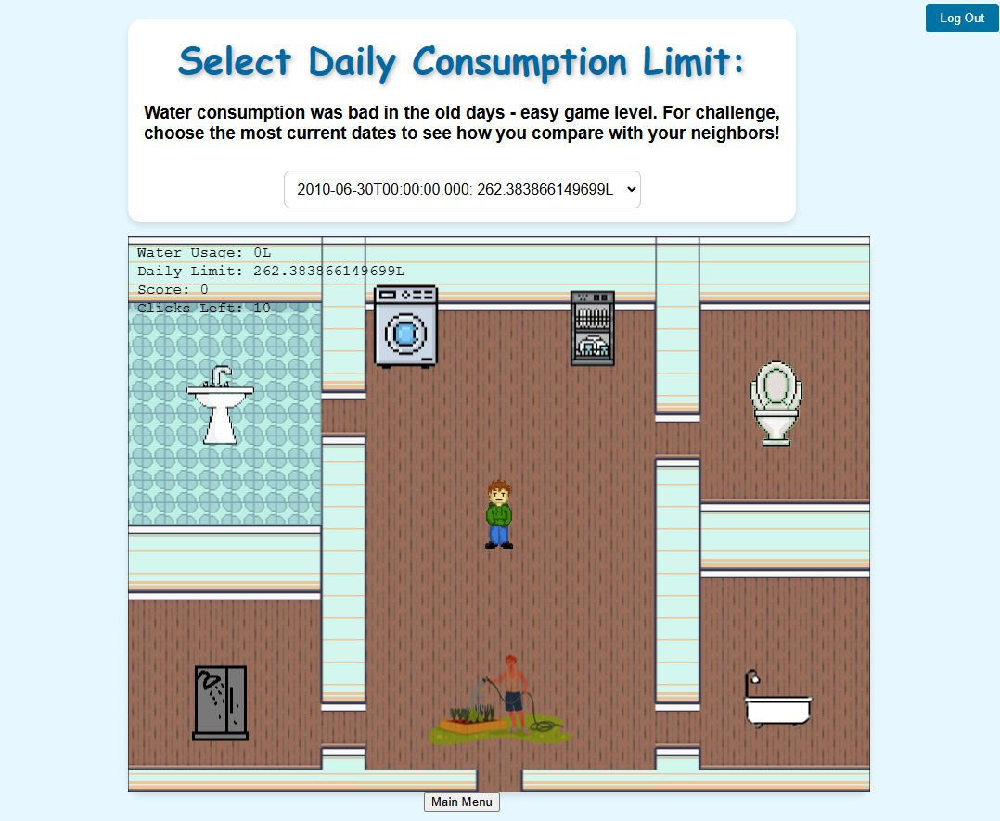 Log Out
Select Daily Consumption Limit:
Water consumption was bad in the old days - easy game level. For challenge,
choose the most current dates to see how you compare with your neighbors!
2010-06-30T00:00:00.000: 262.383866149699L
Water Usage: 0L
Daily Limit: 262.383866149699L
Score: 0
Clicks Left: 10
Main Menu